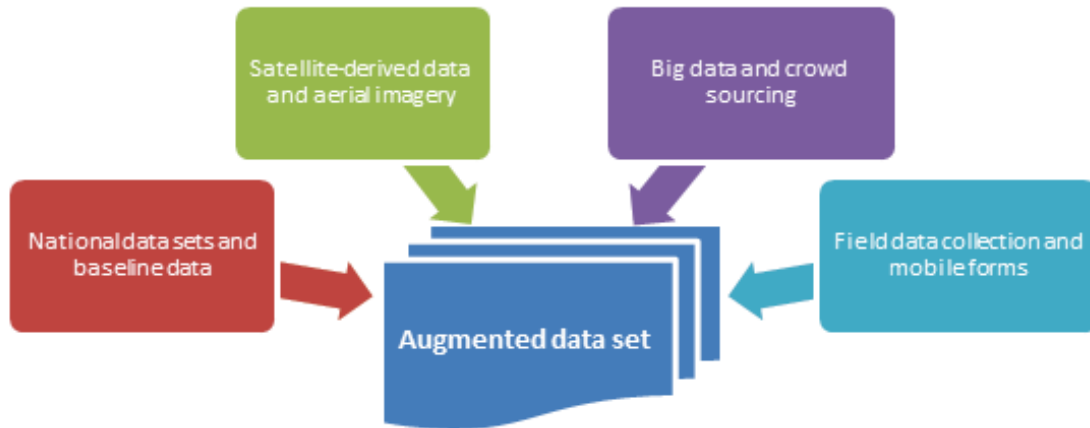 Satellite-derived data
and aerial imagery
Big data and crowd
sourcing
National data sets and
baseline data
Field data collection and
mobile forms
Augmented data set